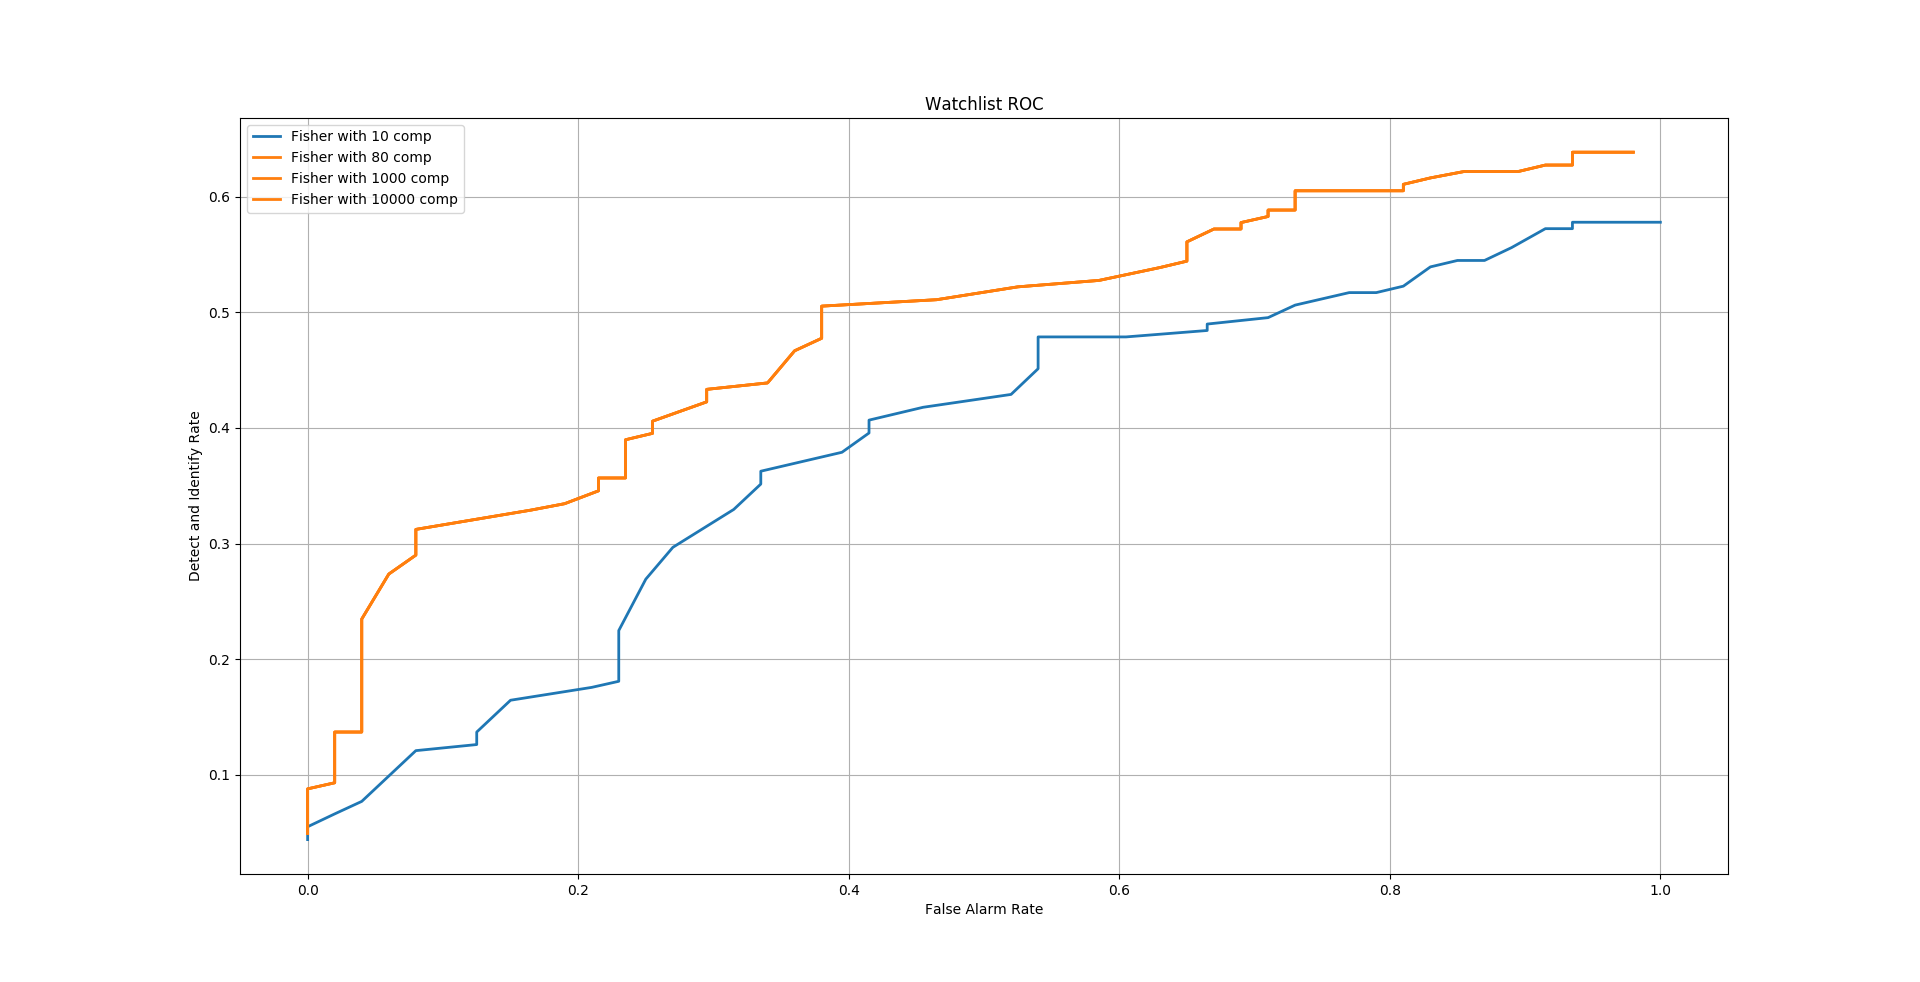 Watchlist ROC
Fisher with 10 comp
Fisher with 80 comp
Fisher with 1000 comp
Fisher with 10000 comp
Detect and Identify Rate
0.6
0.5
0.4
0.3
0.2
0.1
0.0 0.2 0.4 0.6 0.8 1.0
False Alarm Rate